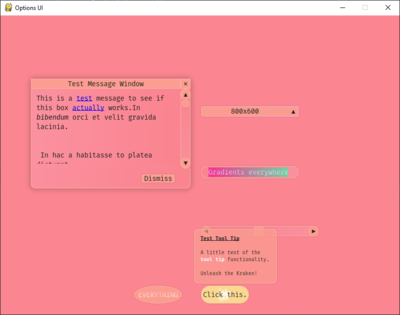 Options UI
Test Message Window
This is a test message to see if
this box actually works.In
bibendum orci et velit gravida
lacinia.
In hac a habitasse to platea
Dismiss
800x600
Gradients everywhere
Test Tool Tip
A little test of the
tool tip functionality.
Unleash the Kraken!
EVERYTHING
Click this.